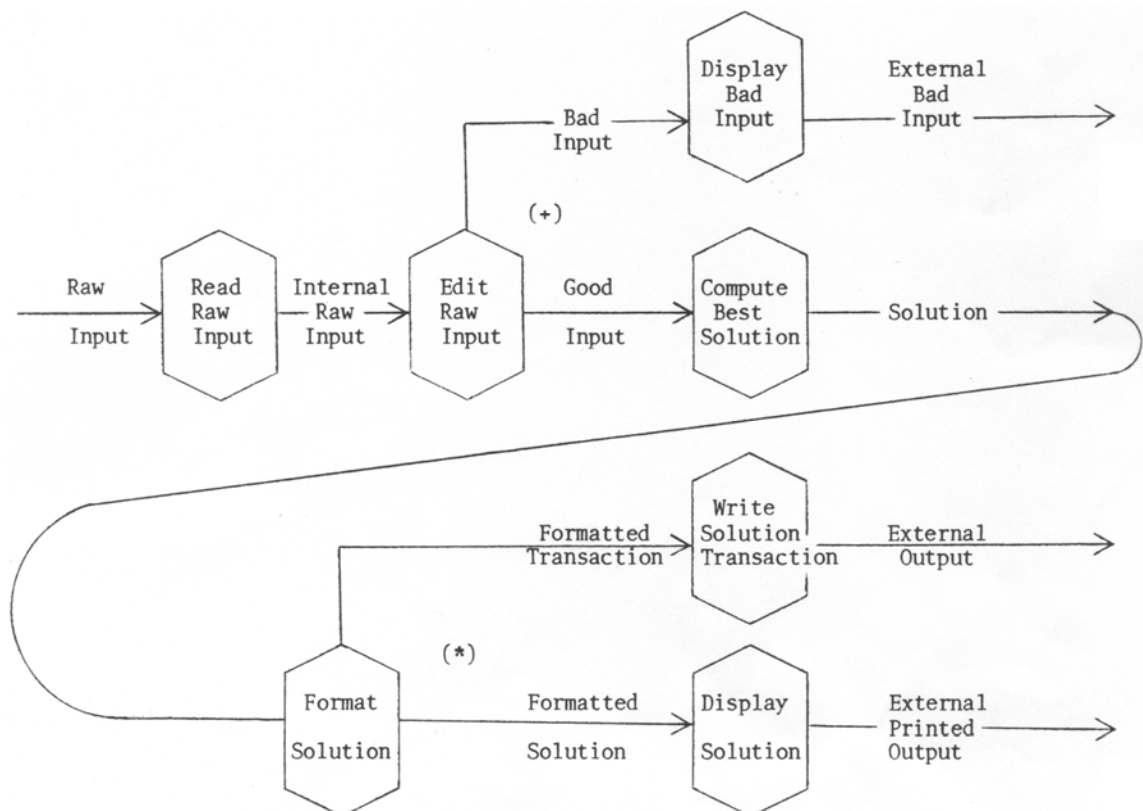 Display
Bad
Input
External
Bad
Input
Bad
Input
(+)
Raw
Input
Read
Raw
Input
Internal
Raw
Input
Edit
Raw
Input
Good
Input
Compute
Best
Solution
Solution
Formatted
Transaction
Write
Solution
Transaction
External
Output
(*)
Format
Solution
Formatted
Solution
Display
Solution
External
Printed
Output